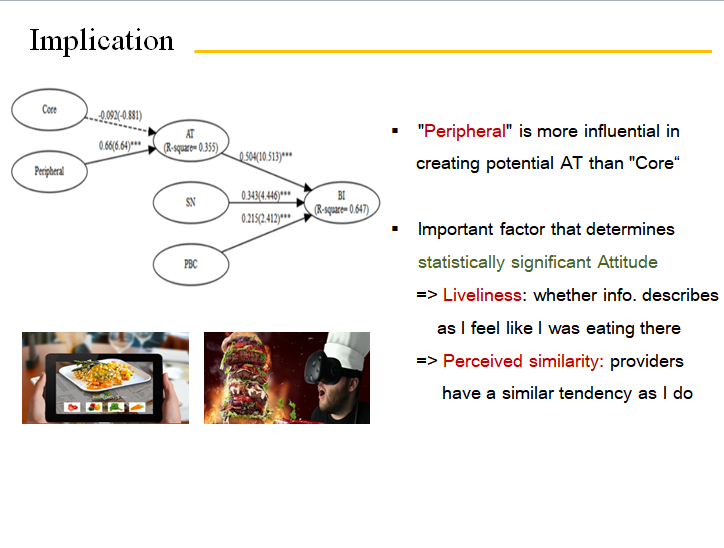 Implication
Core
-0.092(-0.881)
AT
(R-square= 0.355)
0.66(6.64)***
Peripheral
0.504(10.513)***
SN
0.343(4.446)***
BI
(R-square= 0.647)
0.215(2.412)***
PBC
▪ "Peripheral" is more influential in
creating potential AT than "Core“
▪ Important factor that determines
statistically significant Attitude
=> Liveliness: whether info. describes
as I feel like I was eating there
=> Perceived similarity: providers
have a similar tendency as I do